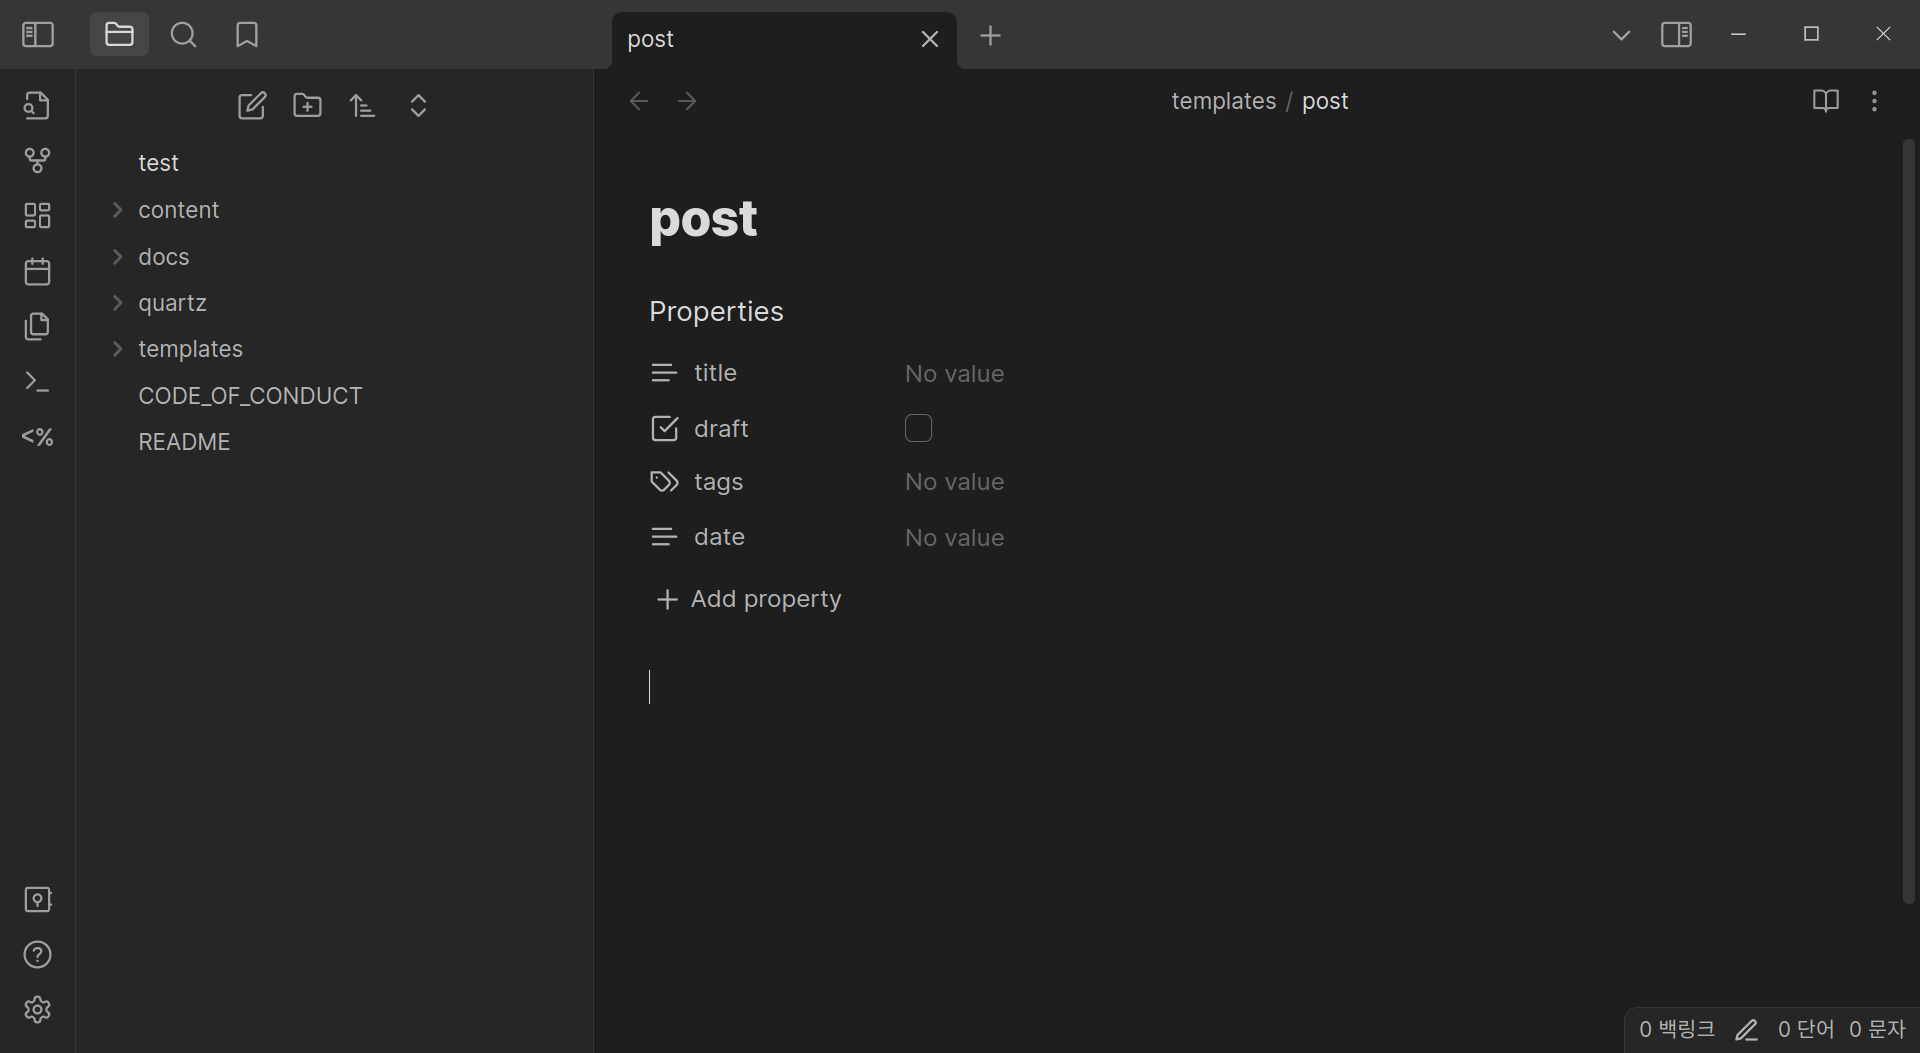 post
templates / post
test
content
docs
quartz
templates
CODE_OF_CONDUCT
README
<%
post
Properties
title No value
draft
tags No value
date No value
Add property
0 백링크 0 단어 0 문자